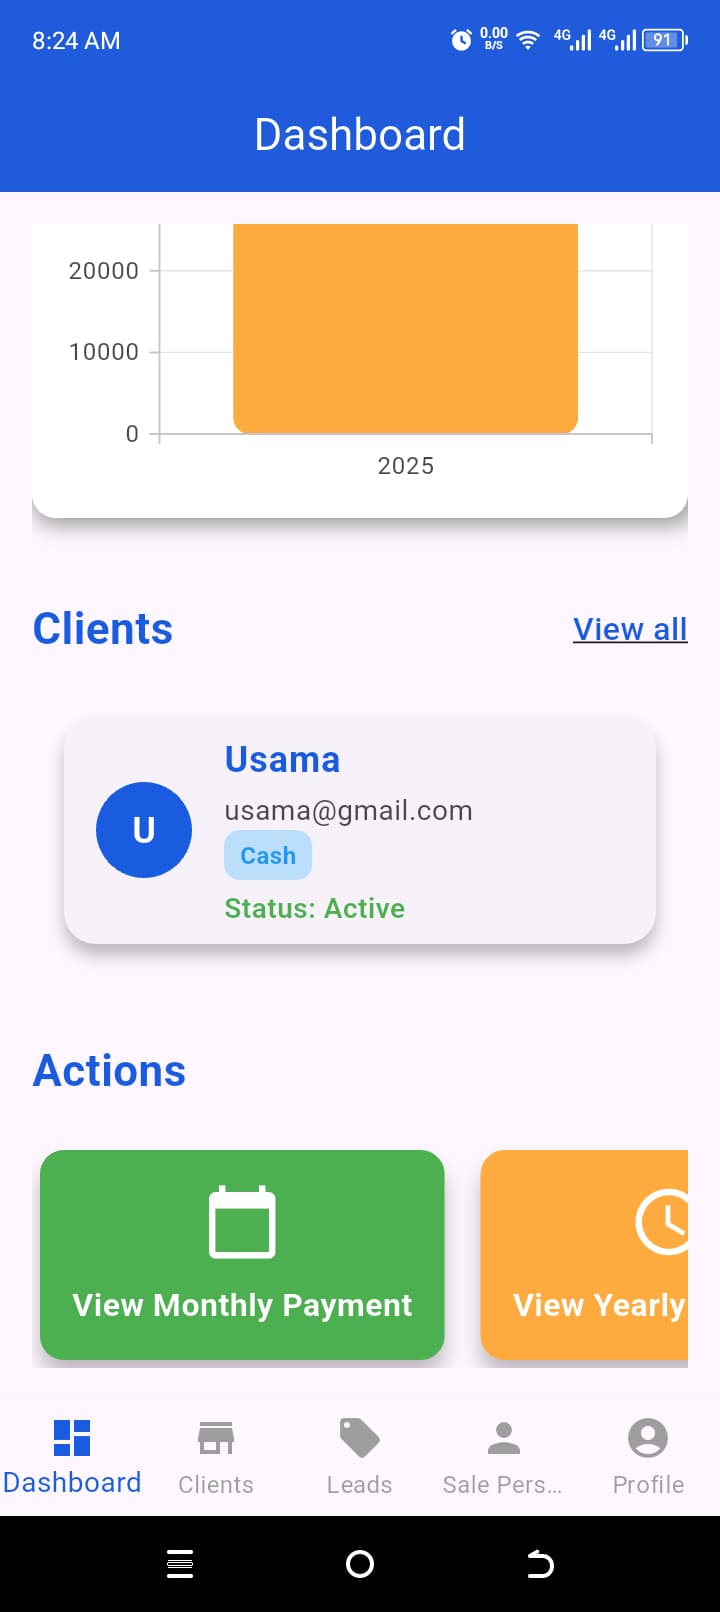 8:24 AM
0.00
B/S
4G
4G
91
Dashboard
20000
10000
0
2025
Clients
View all
Usama
U
usama@gmail.com
Cash
Status: Active
Actions
View Monthly Payment
View Yearly
Dashboard
Clients
Leads
Sale Pers...
Profile